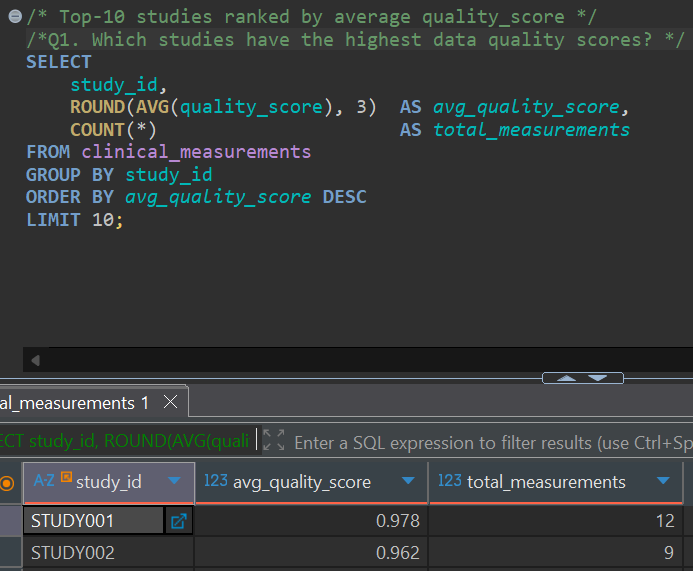 /* Top-10 studies ranked by average quality_score */
/*Q1. Which studies have the highest data quality scores? */
SELECT
study_id,
ROUND(AVG(quality_score), 3) AS avg_quality_score,
COUNT(*) AS total_measurements
FROM clinical_measurements
GROUP BY study_id
ORDER BY avg_quality_score DESC
LIMIT 10;
al_measurements 1
ECT study_id, ROUND(AVG(quali Enter a SQL expression to filter results (use Ctrl+Sp
A-Z study_id 123 avg_quality_score 123 total_measurements
STUDY001 0.978 12
STUDY002 0.962 9